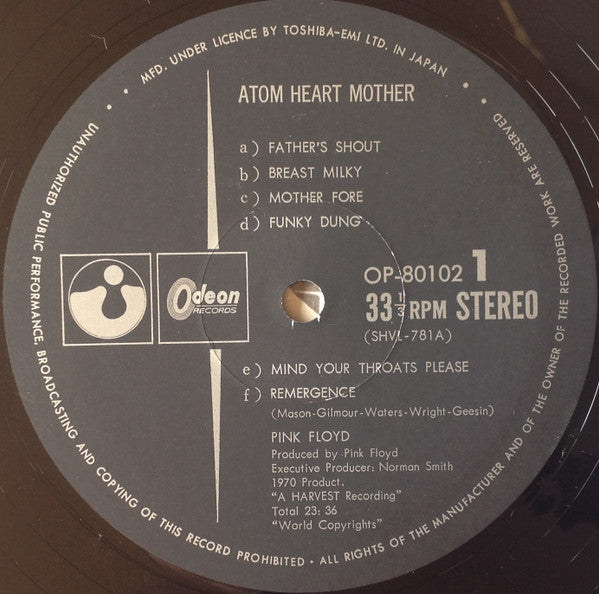 • MFD. UNDER LICENCE BY TOSHIBA-EMI LTD. IN JAPAN •
ATOM HEART MOTHER
a) FATHER'S SHOUT
b) BREAST MILKY
c) MOTHER FORE
d) FUNKY DUNG
Odeon
RECORDS
OP-80102 1
33 1/3 RPM STEREO
(SHVL-781A)
e) MIND YOUR THROATS PLEASE
f) REMERGENCE
(Mason-Gilmour-Waters-Wright-Geesin)
PINK FLOYD
Produced by Pink Floyd
Executive Producer: Norman Smith
1970 Product.
"A HARVEST Recording"
Total 23: 36
"World Copyrights"
UNAUTHORIZED PUBLIC PERFORMANCE, BROADCASTING AND COPYING OF THIS RECORD PROHIBITED • ALL RIGHTS OF THE MANUFACTURER AND OF THE OWNER OF THE RECORDED WORK ARE RESERVED